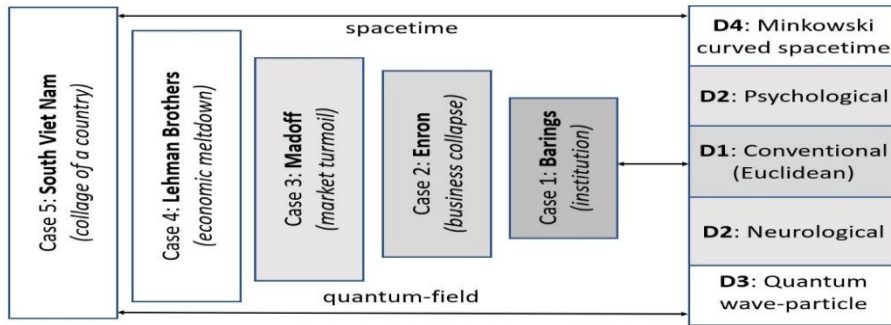 spacetime
Case 5: South Viet Nam
(collage of a country)
Case 4: Lehman Brothers
(economic meltdown)
Case 3: Madoff
(market turmoil)
Case 2: Enron
(business collapse)
Case 1: Barings
(institution)
quantum-field
D4: Minkowski
curved spacetime
D2: Psychological
D1: Conventional
(Euclidean)
D2: Neurological
D3: Quantum
wave-particle